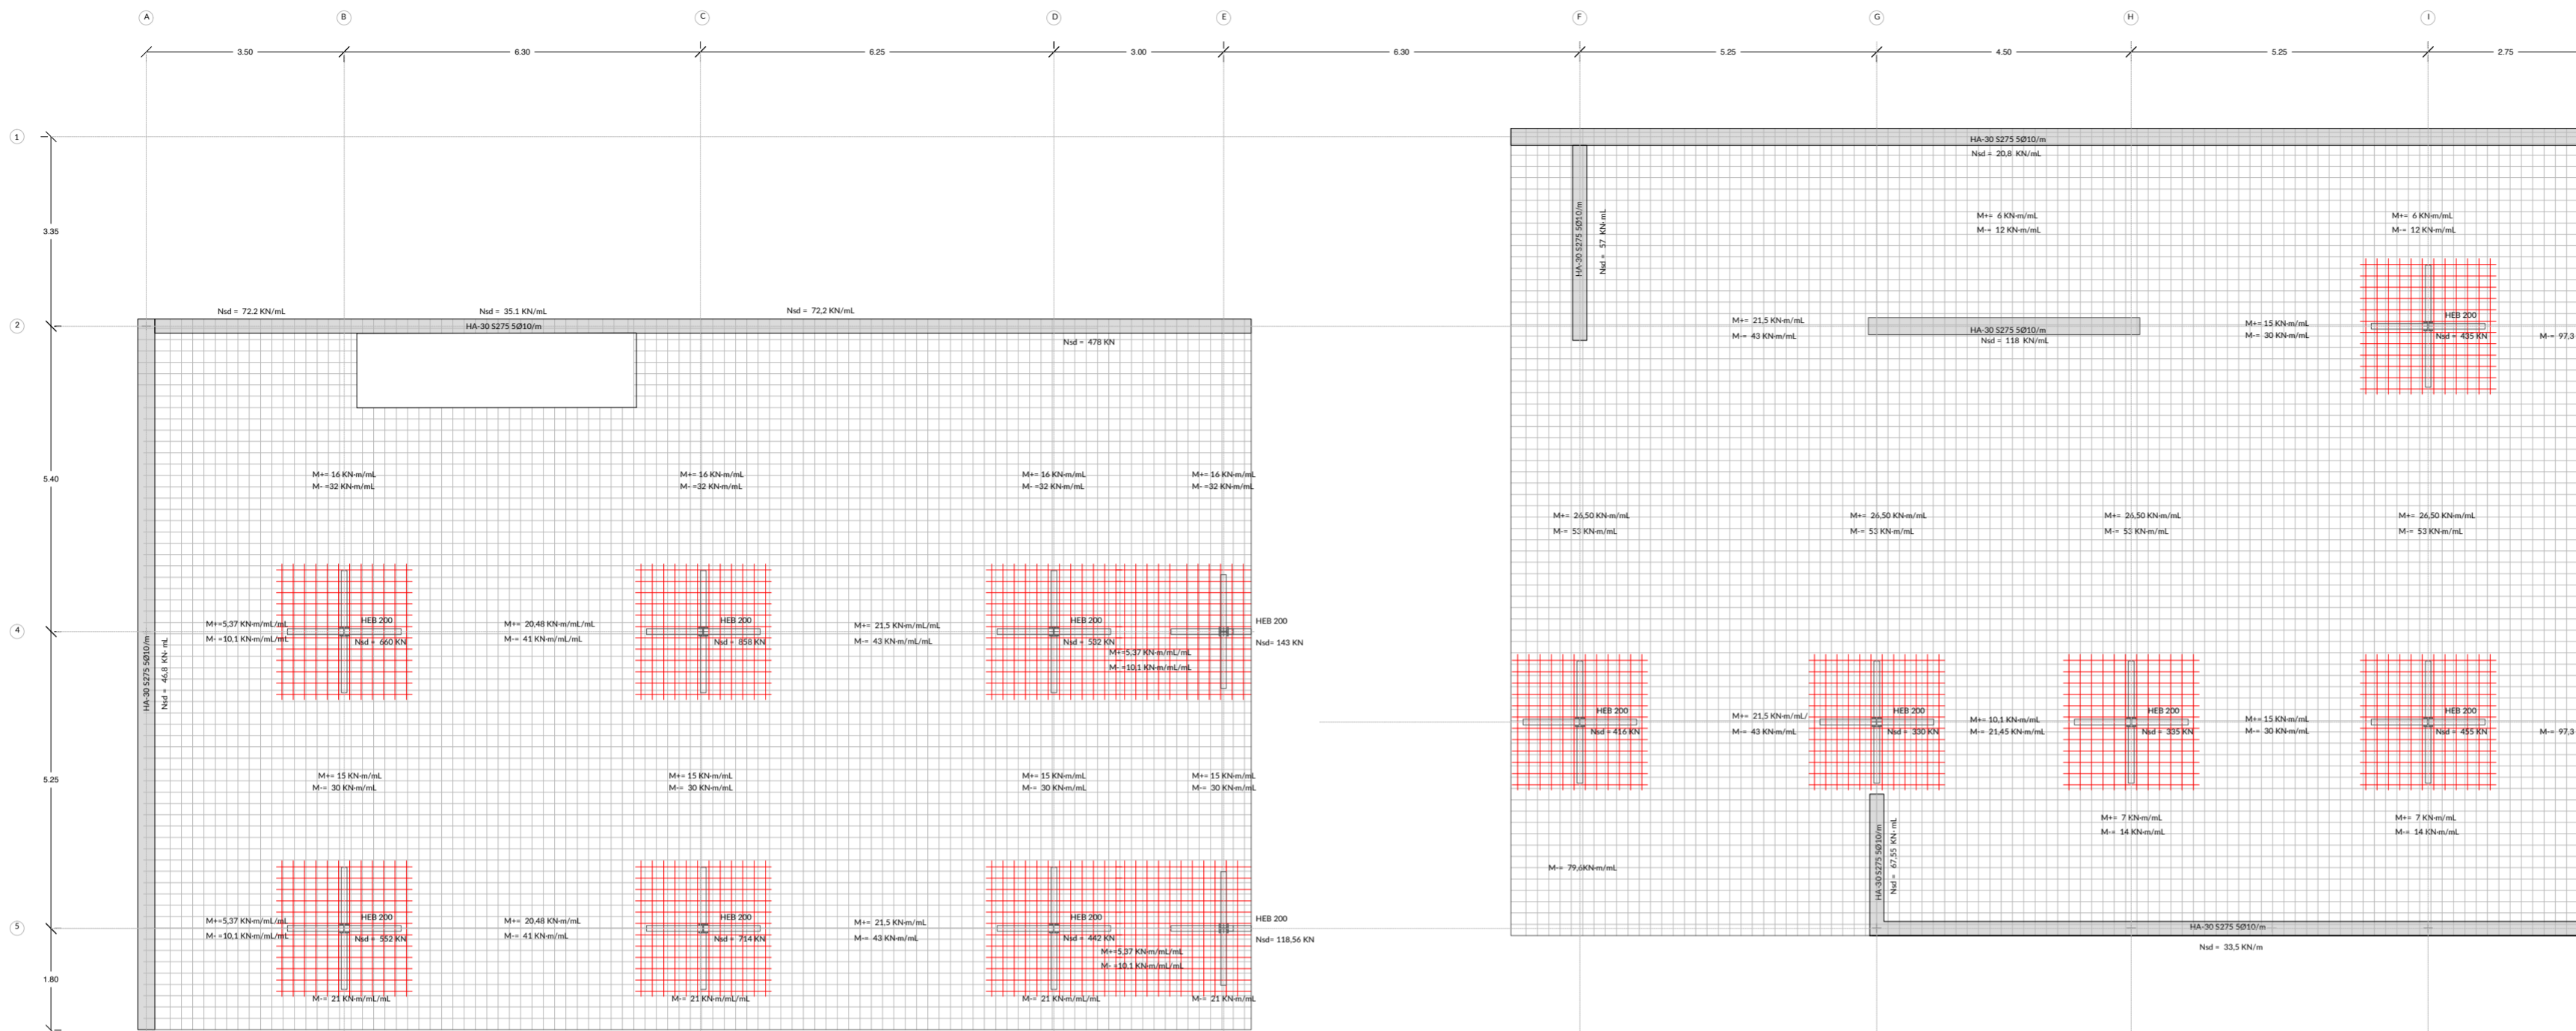 A B C D E F G H I
3.50 6.30 6.25 3.00 6.30 5.25 4.50 5.25 2.75
1
HA-30 S275 5Ø10/m
Nsd = 20,8 KN/mL
3.35
HA-30 S275 5Ø10/m
Nsd = 57 KN· mL
M+= 6 KN·m/mL
M-= 12 KN·m/mL
M+= 6 KN·m/mL
M-= 12 KN·m/mL
Nsd = 72.2 KN/mL
Nsd = 35.1 KN/mL
Nsd = 72,2 KN/mL
2
HA-30 S275 5Ø10/m
Nsd = 478 KN
M+= 21,5 KN·m/mL
M-= 43 KN·m/mL
HA-30 S275 5Ø10/m
Nsd = 118 KN/mL
M+= 15 KN·m/mL
M-= 30 KN·m/mL
HEB 200
Nsd = 435 KN
M-= 97,3
5.40
M+= 16 KN·m/mL
M- =32 KN·m/mL
M+= 16 KN·m/mL
M- =32 KN·m/mL
M+= 16 KN·m/mL
M- =32 KN·m/mL
M+= 16 KN·m/mL
M- =32 KN·m/mL
M+= 26,50 KN·m/mL
M-= 53 KN·m/mL
M+= 26,50 KN·m/mL
M-= 53 KN·m/mL
M+= 26,50 KN·m/mL
M-= 53 KN·m/mL
M+= 26,50 KN·m/mL
M-= 53 KN·m/mL
4
HA-30 S275 5Ø10/m
Nsd = 46,8 KN· mL
M+=5,37 KN·m/mL/mL
M- =10,1 KN·m/mL/mL
HEB 200
Nsd = 660 KN
M+= 20,48 KN·m/mL/mL
M-= 41 KN·m/mL/mL
HEB 200
Nsd = 858 KN
M+= 21,5 KN·m/mL/mL
M-= 43 KN·m/mL/mL
HEB 200
Nsd = 532 KN
M+=5,37 KN·m/mL/mL
M- =10,1 KN·m/mL/mL
HEB 200
Nsd= 143 KN
HEB 200
Nsd = 416 KN
M+= 21,5 KN·m/mL/
M-= 43 KN·m/mL
HEB 200
Nsd = 330 KN
M+= 10,1 KN·m/mL
M-= 21,45 KN·m/mL
HEB 200
Nsd = 335 KN
M+= 15 KN·m/mL
M-= 30 KN·m/mL
HEB 200
Nsd = 455 KN
M-= 97,3
5.25
M+= 15 KN·m/mL
M-= 30 KN·m/mL
M+= 15 KN·m/mL
M-= 30 KN·m/mL
M+= 15 KN·m/mL
M-= 30 KN·m/mL
M+= 15 KN·m/mL
M-= 30 KN·m/mL
M-= 79,6KN·m/mL
HA-30 S275 5Ø10/m
Nsd = 67,55 KN· mL
M+= 7 KN·m/mL
M-= 14 KN·m/mL
M+= 7 KN·m/mL
M-= 14 KN·m/mL
5
M+=5,37 KN·m/mL/mL
M- =10,1 KN·m/mL/mL
HEB 200
Nsd = 552 KN
M+= 20,48 KN·m/mL
M-= 41 KN·m/mL
HEB 200
Nsd = 714 KN
M+= 21,5 KN·m/mL
M-= 43 KN·m/mL
HEB 200
Nsd = 442 KN
M+=5,37 KN·m/mL/mL
M- =10,1 KN·m/mL/mL
HEB 200
Nsd= 118,56 KN
HA-30 S275 5Ø10/m
Nsd = 33,5 KN/m
1.80
M-= 21 KN·m/mL/mL
M-= 21 KN·m/mL/mL
M-= 21 KN·m/mL/mL
M-= 21 KN·m/mL